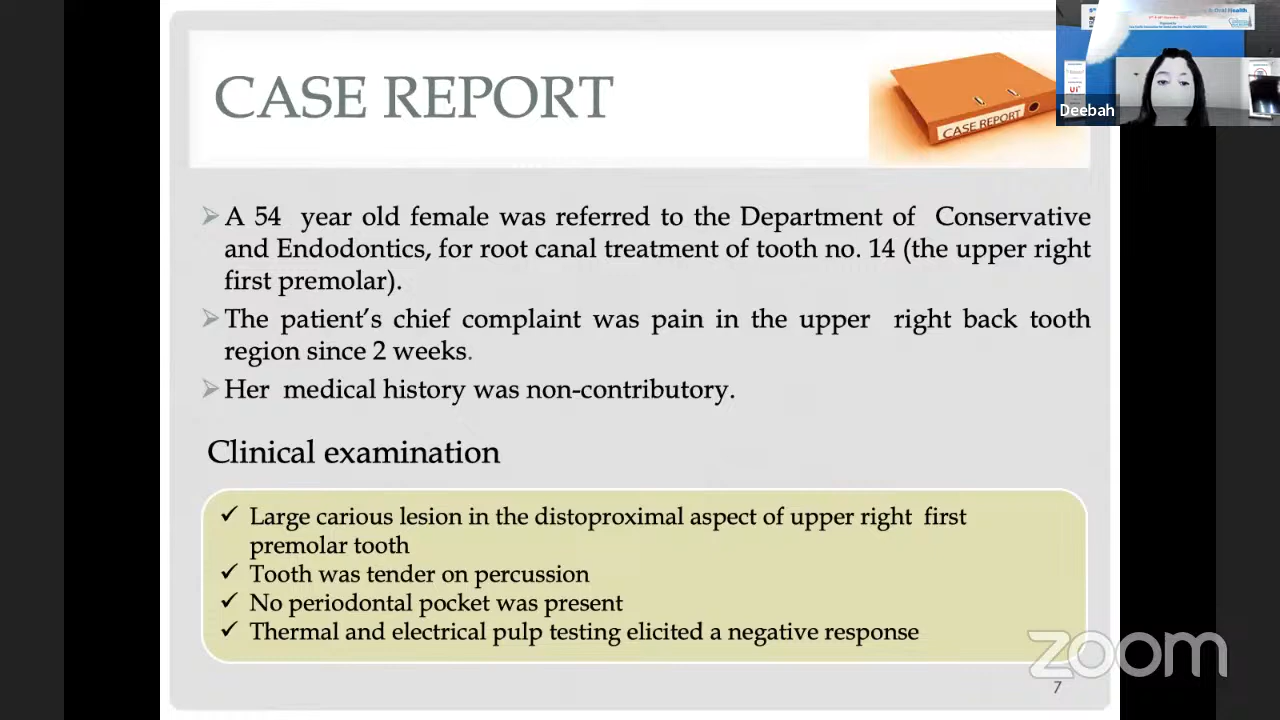 CASE REPORT
CASE REPORT
Oral Health
Deebah
A 54 year old female was referred to the Department of Conservative
and Endodontics, for root canal treatment of tooth no. 14 (the upper right
first premolar).
The patient's chief complaint was pain in the upper right back tooth
region since 2 weeks.
Her medical history was non-contributory.
Clinical examination
✓ Large carious lesion in the distoproximal aspect of upper right first
premolar tooth
✓ Tooth was tender on percussion
✓ No periodontal pocket was present
✓ Thermal and electrical pulp testing elicited a negative response
zoom
7